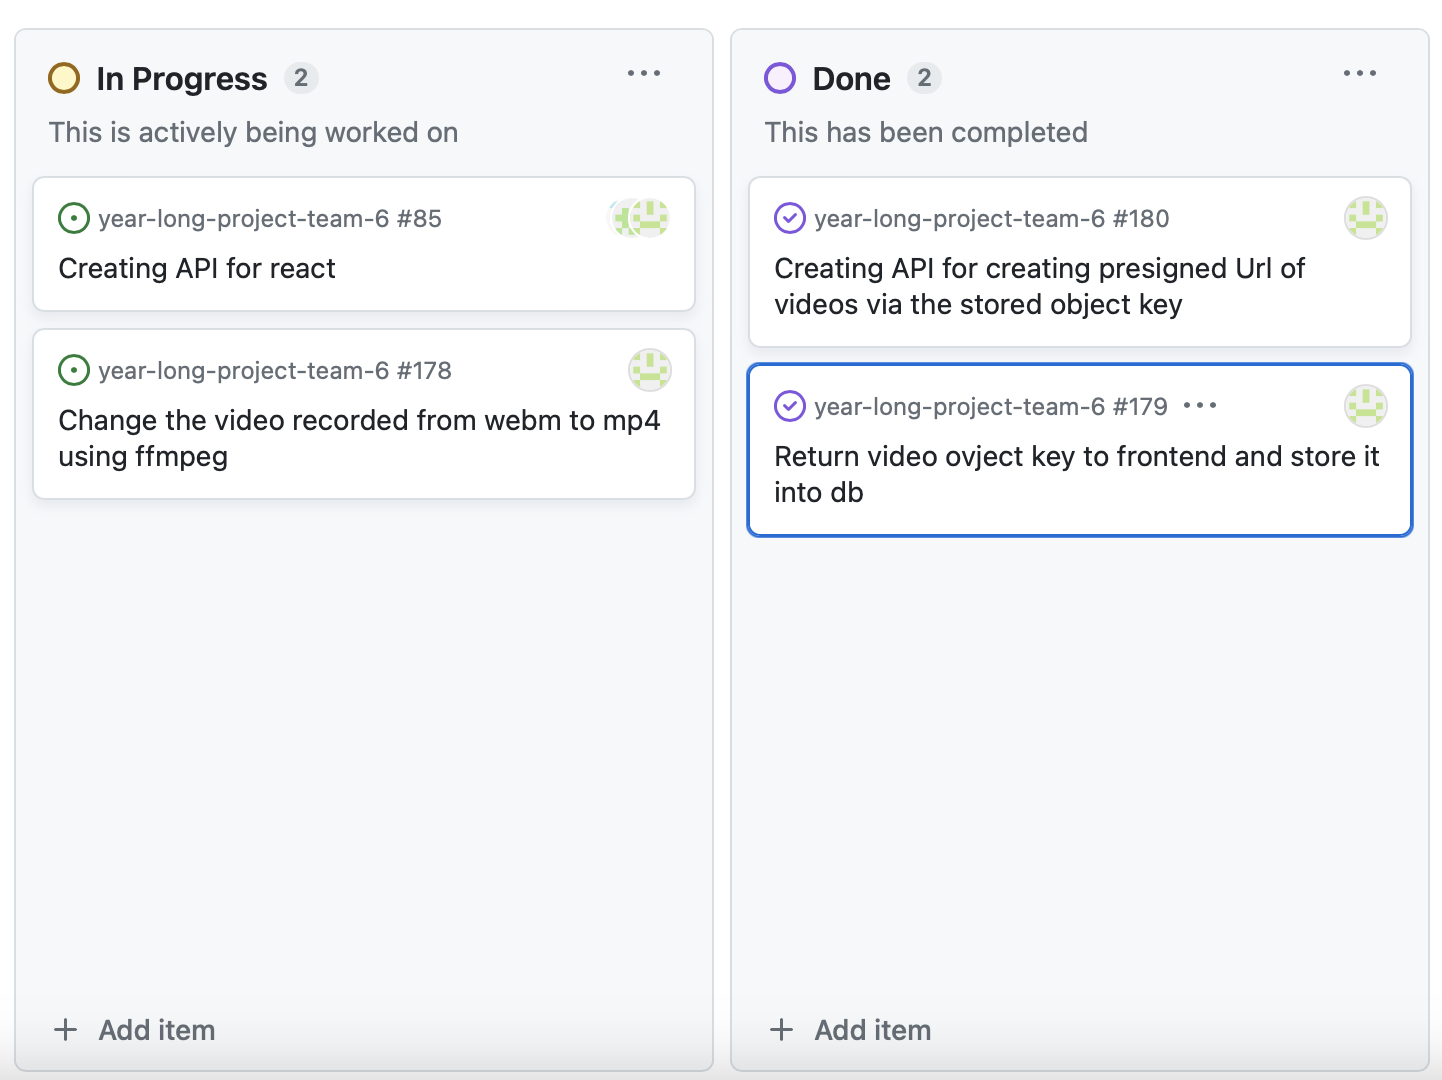 In Progress 2
This is actively being worked on
year-long-project-team-6 #85
Creating API for react
year-long-project-team-6 #178
Change the video recorded from webm to mp4
using ffmpeg
Add item
Done 2
This has been completed
year-long-project-team-6 #180
Creating API for creating presigned Url of
videos via the stored object key
year-long-project-team-6 #179
Return video ovject key to frontend and store it
into db
Add item